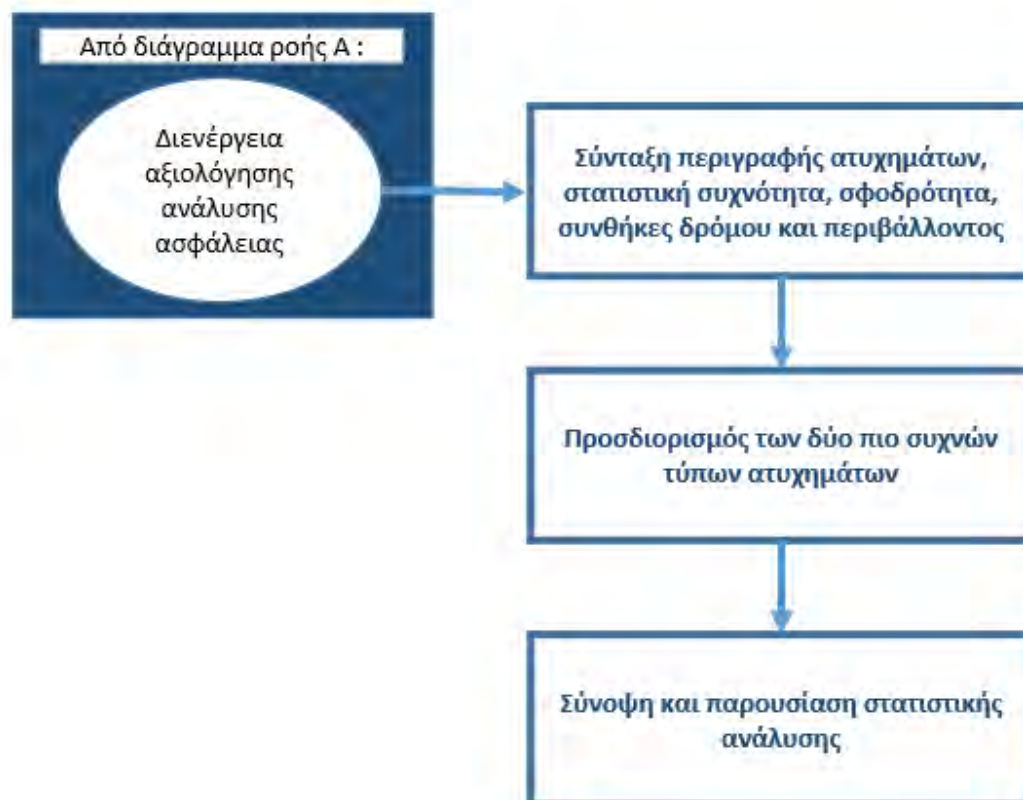 Από διάγραμμα ροής Α :
Διενέργεια
αξιολόγησης
ανάλυσης
ασφάλειας
Σύνταξη περιγραφής ατυχημάτων,
στατιστική συχνότητα, σφοδρότητα,
συνθήκες δρόμου και περιβάλλοντος
Προσδιορισμός των δύο πιο συχνών
τύπων ατυχημάτων
Σύνοψη και παρουσίαση στατιστικής
ανάλυσης